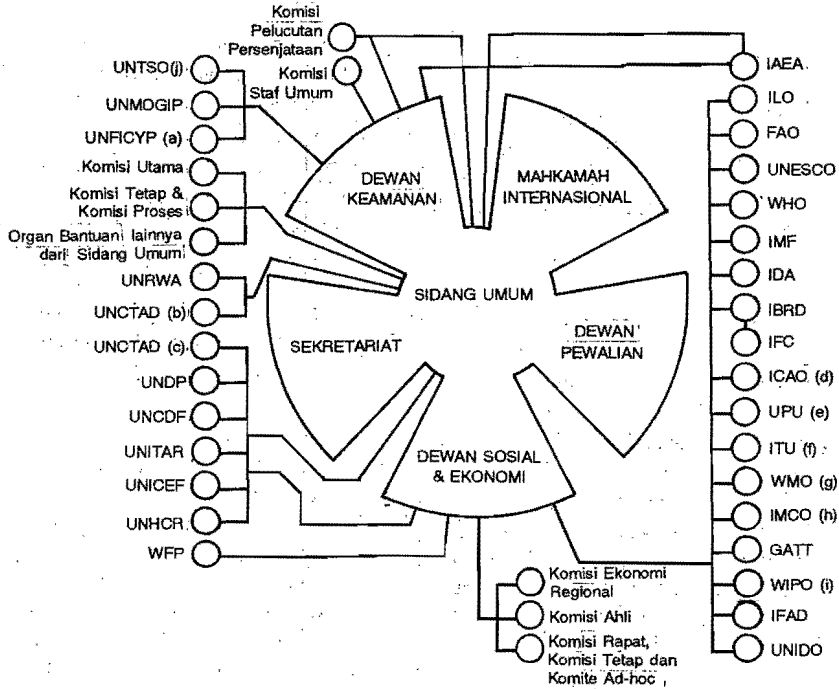 Komisi
Pelucutan
Persenjataan
Komisi
Staf Umum
UNTSO(j)
UNMOGIP
UNFICYP (a)
Komisi Utama
Komisi Tetap &
Komisi Proses
Organ Bantuani lainnya
dari Sidang Umumi
UNRWA
UNCTAD (b)
UNCTAD (c)
UNDP
UNCDF
UNITAR
UNICEF
UNHCR
WFP
DEWAN
KEAMANAN
MAHKAMAH
INTERNASIONAL
SIDANG UMUM
SEKRETARIAT
DEWAN
PEWALIAN
DEWAN SOSIAL
& EKONOMI
Komisi Ekonomi
Regional
Komisi Ahli
Komisi Rapat,
Komisi Tetap dan
Komite Ad-hoc
IAEA
ILO
FAO
UNESCO
WHO
IMF
IDA
IBRD
IFC
ICAO (d)
UPU (e)
ITU (f)
WMO (g)
IMCO (h)
GATT
WIPO (i)
IFAD
UNIDO